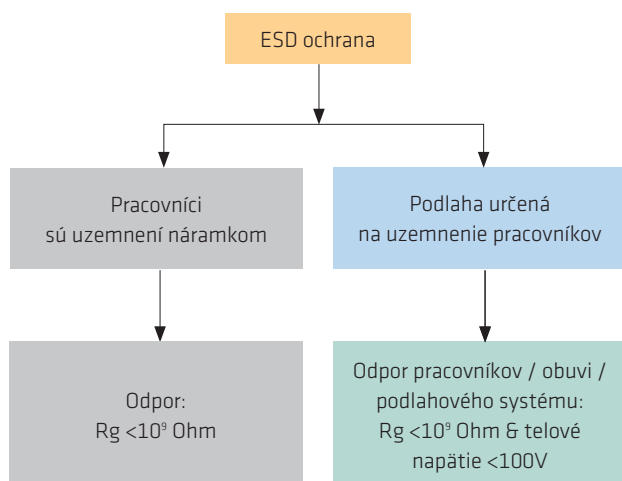 ESD ochrana
Pracovníci
sú uzemnení náramkom
Podlaha určená
na uzemnenie pracovníkov
Odpor:
Rg <10⁹ Ohm
Odpor pracovníkov / obuvi /
podlahového systému:
Rg <10⁹ Ohm & telové
napätie <100V